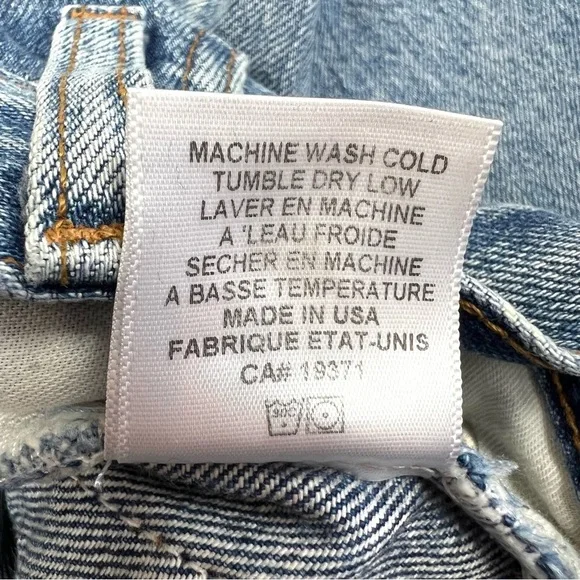 MACHINE WASH COLD
TUMBLE DRY LOW
LAVER EN MACHINE
A 'LEAU FROIDE
SECHER EN MACHINE
A BASSE TEMPERATURE
MADE IN USA
FABRIQUE ETAT-UNIS
CA# 19371
30C